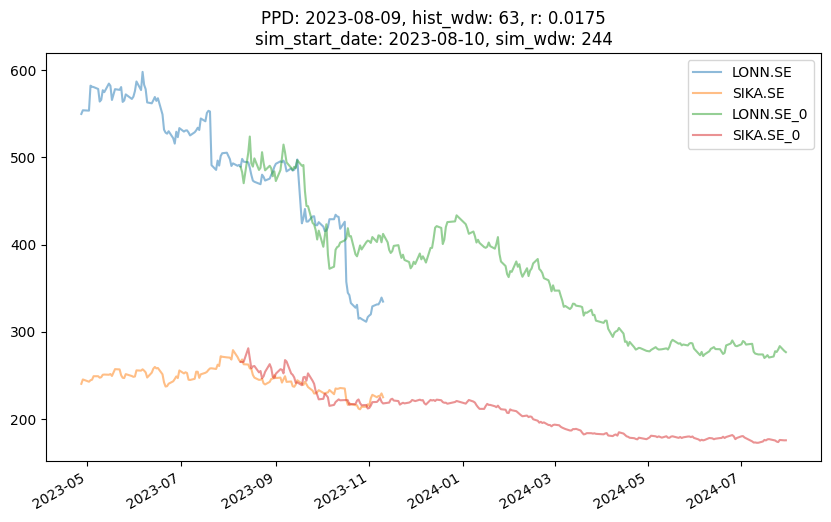 PPD: 2023-08-09, hist_wdw: 63, r: 0.0175
sim_start_date: 2023-08-10, sim_wdw: 244
LONN.SE
SIKA.SE
LONN.SE_0
SIKA.SE_0
600
500
400
300
200
2023-05
2023-07
2023-09
2023-11
2024-01
2024-03
2024-05
2024-07